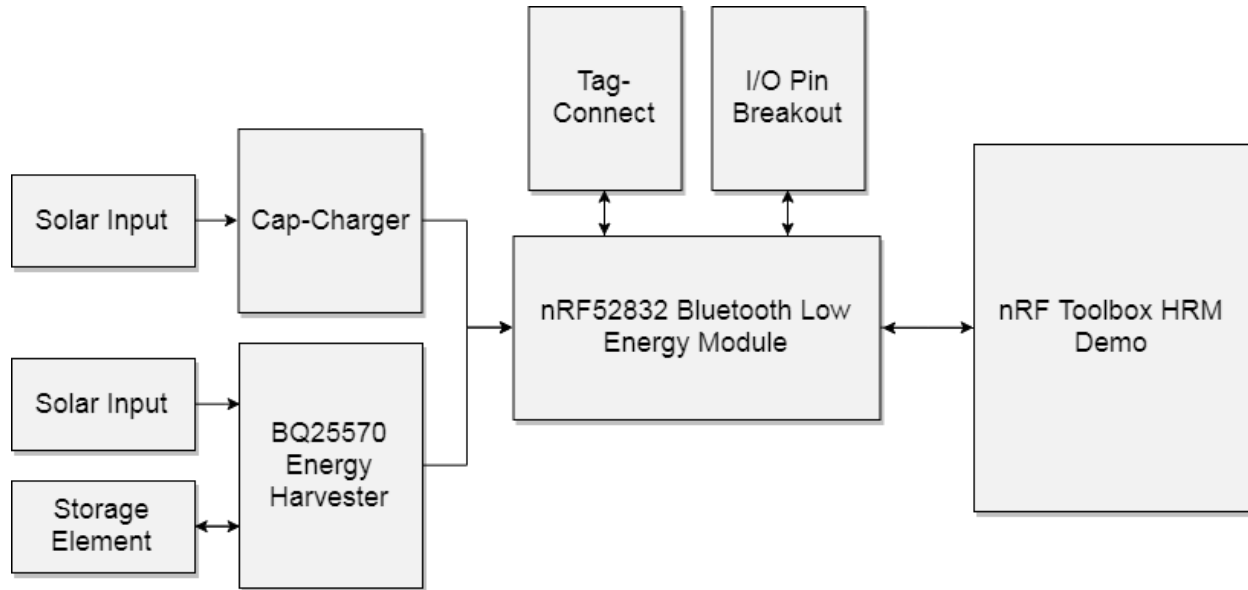 Tag-
Connect
I/O Pin
Breakout
Solar Input
Cap-Charger
nRF52832 Bluetooth Low
Energy Module
nRF Toolbox HRM
Demo
Solar Input
BQ25570
Energy
Harvester
Storage
Element